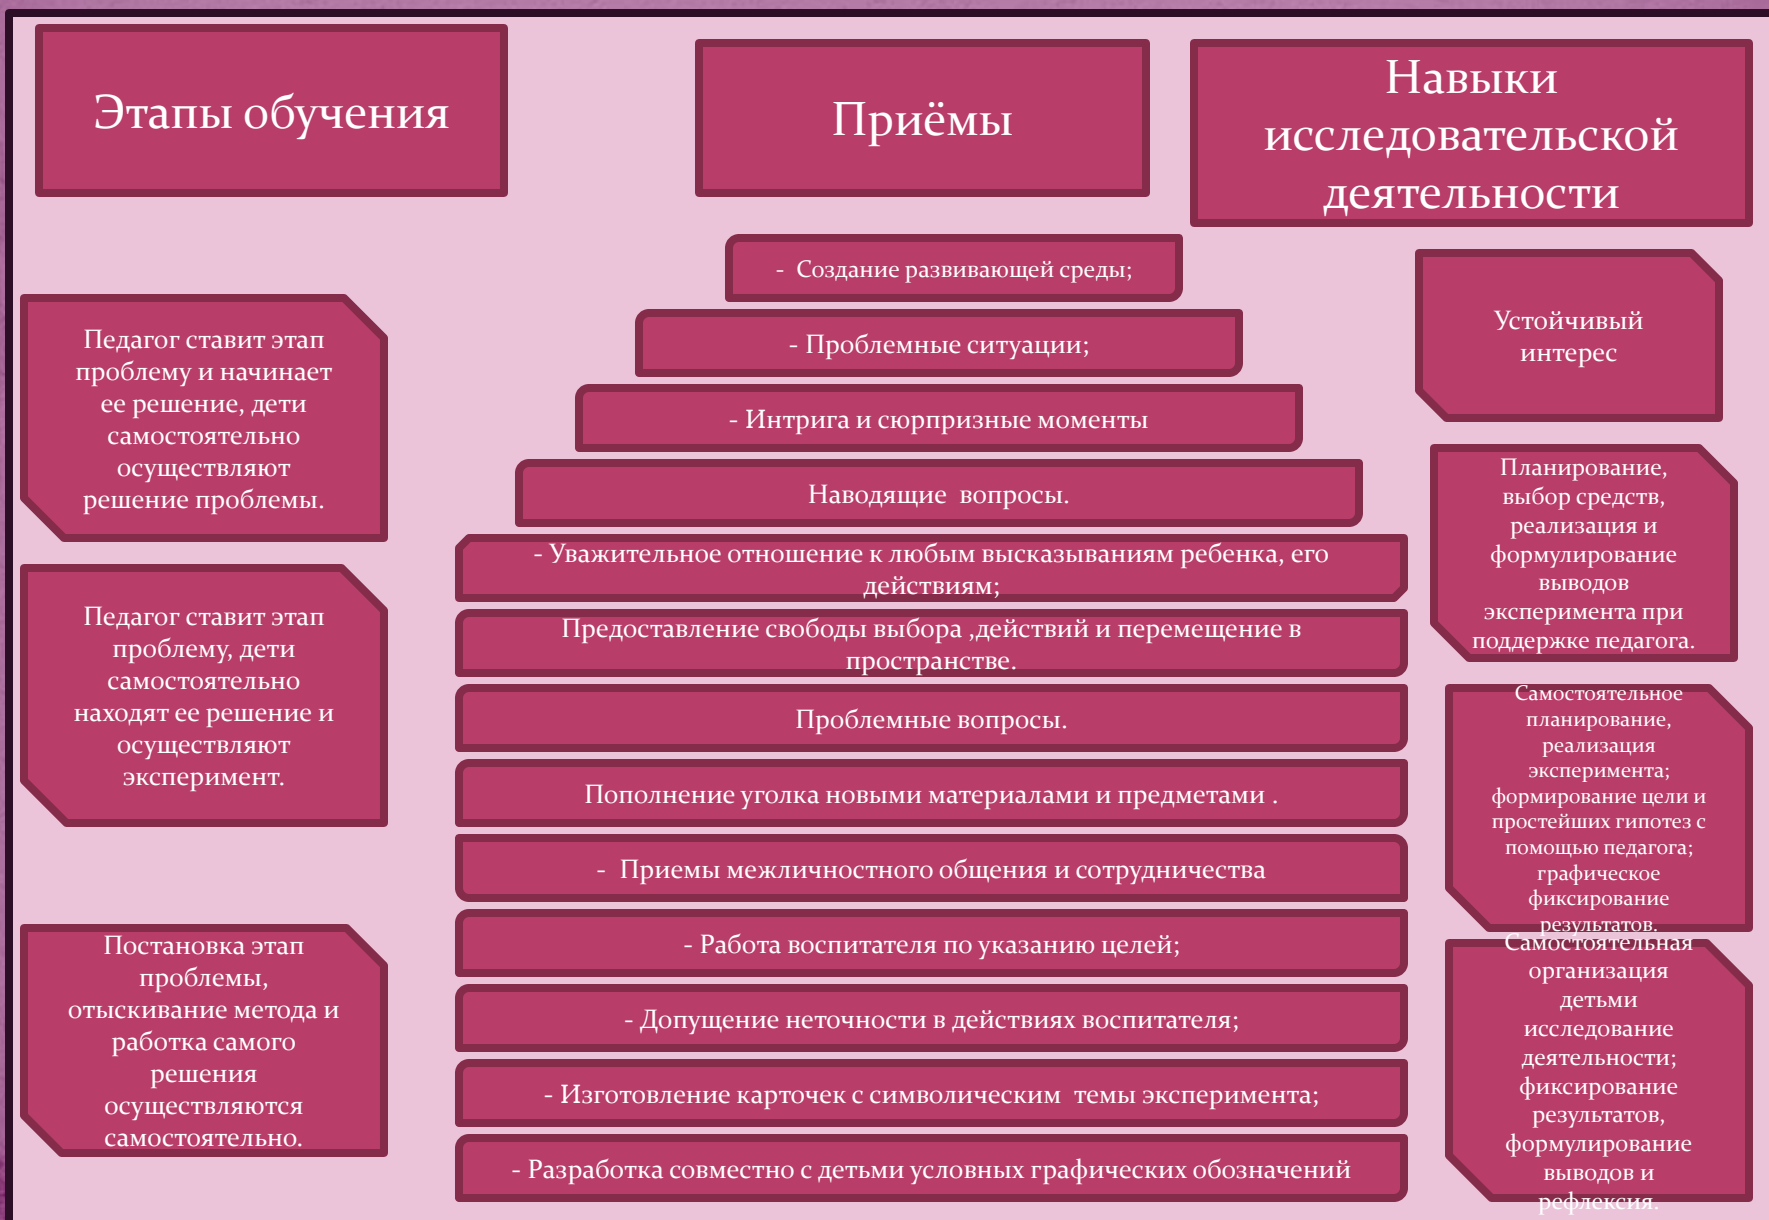 Этапы обучения
Приёмы
Навыки
исследовательской
деятельности
Педагог ставит этап
проблему и начинает
ее решение, дети
самостоятельно
осуществляют
решение проблемы.
Педагог ставит этап
проблему, дети
самостоятельно
находят ее решение и
осуществляют
эксперимент.
Постановка этап
проблемы,
отыскивание метода и
работка самого
решения
осуществляются
самостоятельно.
- Создание развивающей среды;
- Проблемные ситуации;
- Интрига и сюрпризные моменты
Наводящие вопросы.
- Уважительное отношение к любым высказываниям ребенка, его
действиям;
Предоставление свободы выбора ,действий и перемещение в
пространстве.
Проблемные вопросы.
Пополнение уголка новыми материалами и предметами .
- Приемы межличностного общения и сотрудничества
- Работа воспитателя по указанию целей;
- Допущение неточности в действиях воспитателя;
- Изготовление карточек с символическим темы эксперимента;
- Разработка совместно с детьми условных графических обозначений
Устойчивый
интерес
Планирование,
выбор средств,
реализация и
формулирование
выводов
эксперимента при
поддержке педагога.
Самостоятельное
планирование,
реализация
эксперимента;
формирование цели и
простейших гипотез с
помощью педагога;
графическое
фиксирование
результатов.
Самостоятельная
организация
детьми
исследование
деятельности;
фиксирование
результатов,
формулирование
выводов и
рефлексия.